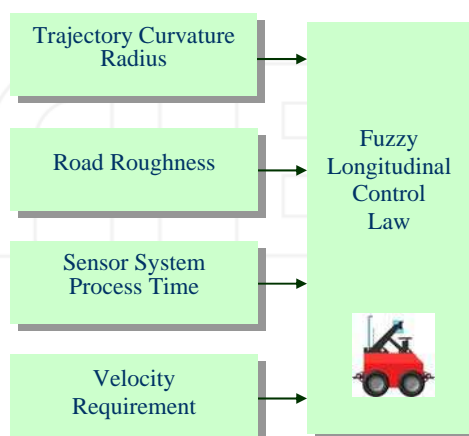 Trajectory Curvature
Radius
Road Roughness
Sensor System
Process Time
Velocity
Requirement
Fuzzy
Longitudinal
Control
Law